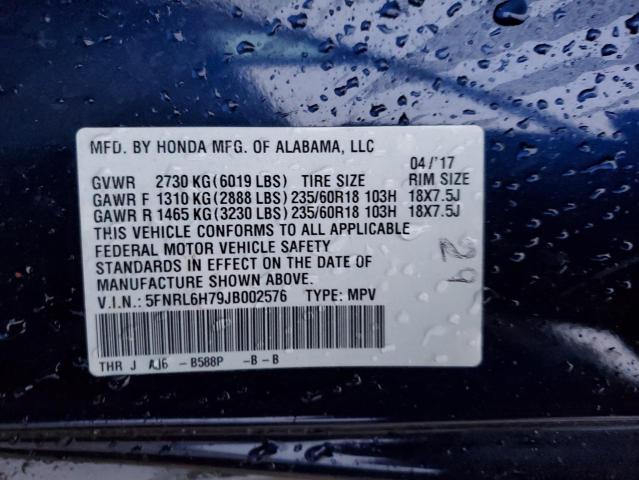 MFD. BY HONDA MFG. OF ALABAMA, LLC
04/'17
GVWR 2730 KG(6019 LBS) TIRE SIZE RIM SIZE
GAWR F 1310 KG(2888 LBS)235/60R18 103H 18X7.5J
GAWR R 1465 KG(3230 LBS)235/60R18 103H 18X7.5J
THIS VEHICLE CONFORMS TO ALL APPLICABLE
FEDERAL MOTOR VEHICLE SAFETY
STANDARDS IN EFFECT ON THE DATE OF
MANUFACTURE SHOWN ABOVE.
V.I.N.: 5FNRL6H79JB002576 TYPE: MPV
THR J -B588P -B-B
29